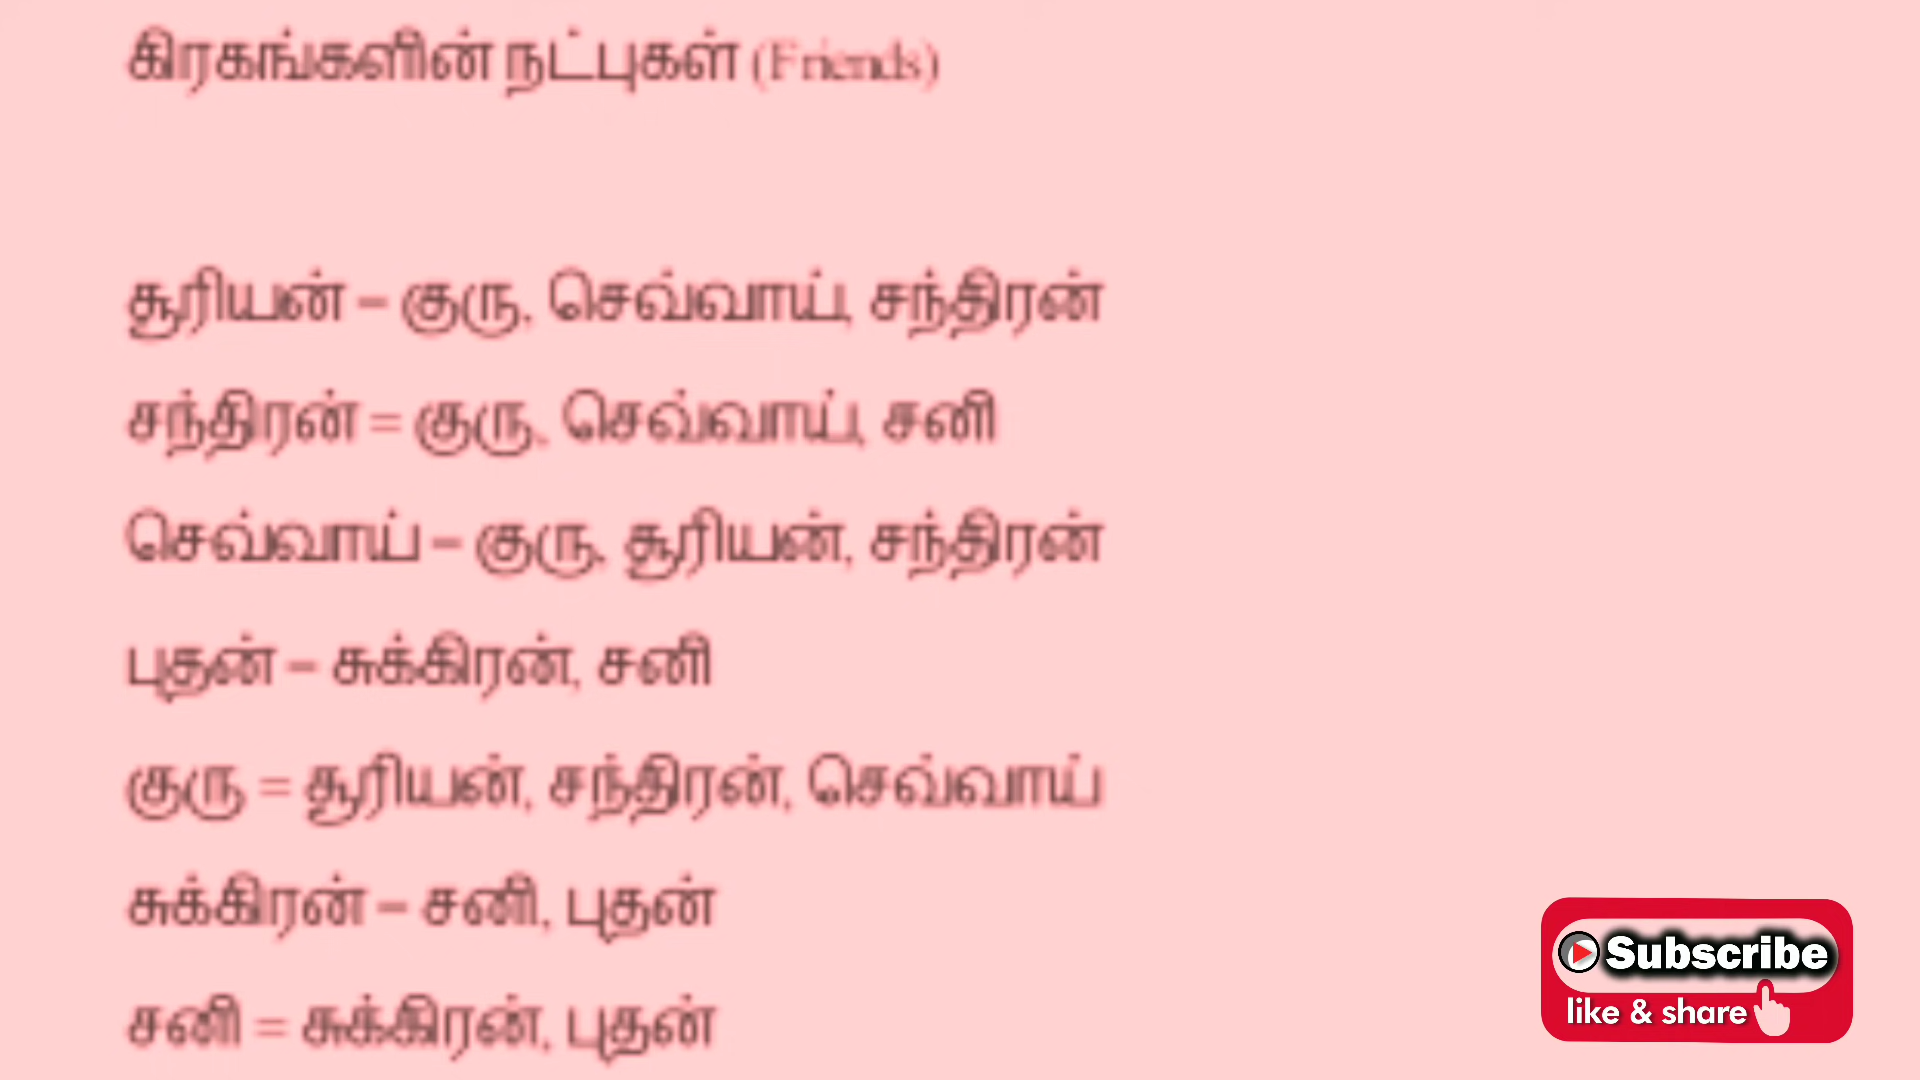 கிரகங்களின் நட்புகள் (Friends)
சூரியன் – குரு, செவ்வாய், சந்திரன்
சந்திரன் = குரு, செவ்வாய், சனி
செவ்வாய் – குரு, சூரியன், சந்திரன்
புதன் – சுக்கிரன், சனி
குரு = சூரியன், சந்திரன், செவ்வாய்
சுக்கிரன் – சனி, புதன்
சனி = சுக்கிரன், புதன்
Subscribe
like & share